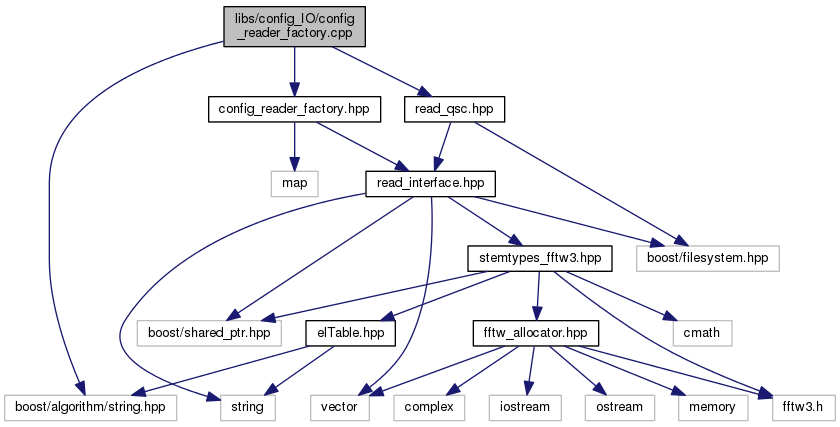 libs/config_IO/config
_reader_factory.cpp
config_reader_factory.hpp
read_qsc.hpp
map
read_interface.hpp
stemtypes_fftw3.hpp
boost/filesystem.hpp
boost/shared_ptr.hpp
elTable.hpp
fftw_allocator.hpp
cmath
boost/algorithm/string.hpp
string
vector
complex
iostream
ostream
memory
fftw3.h